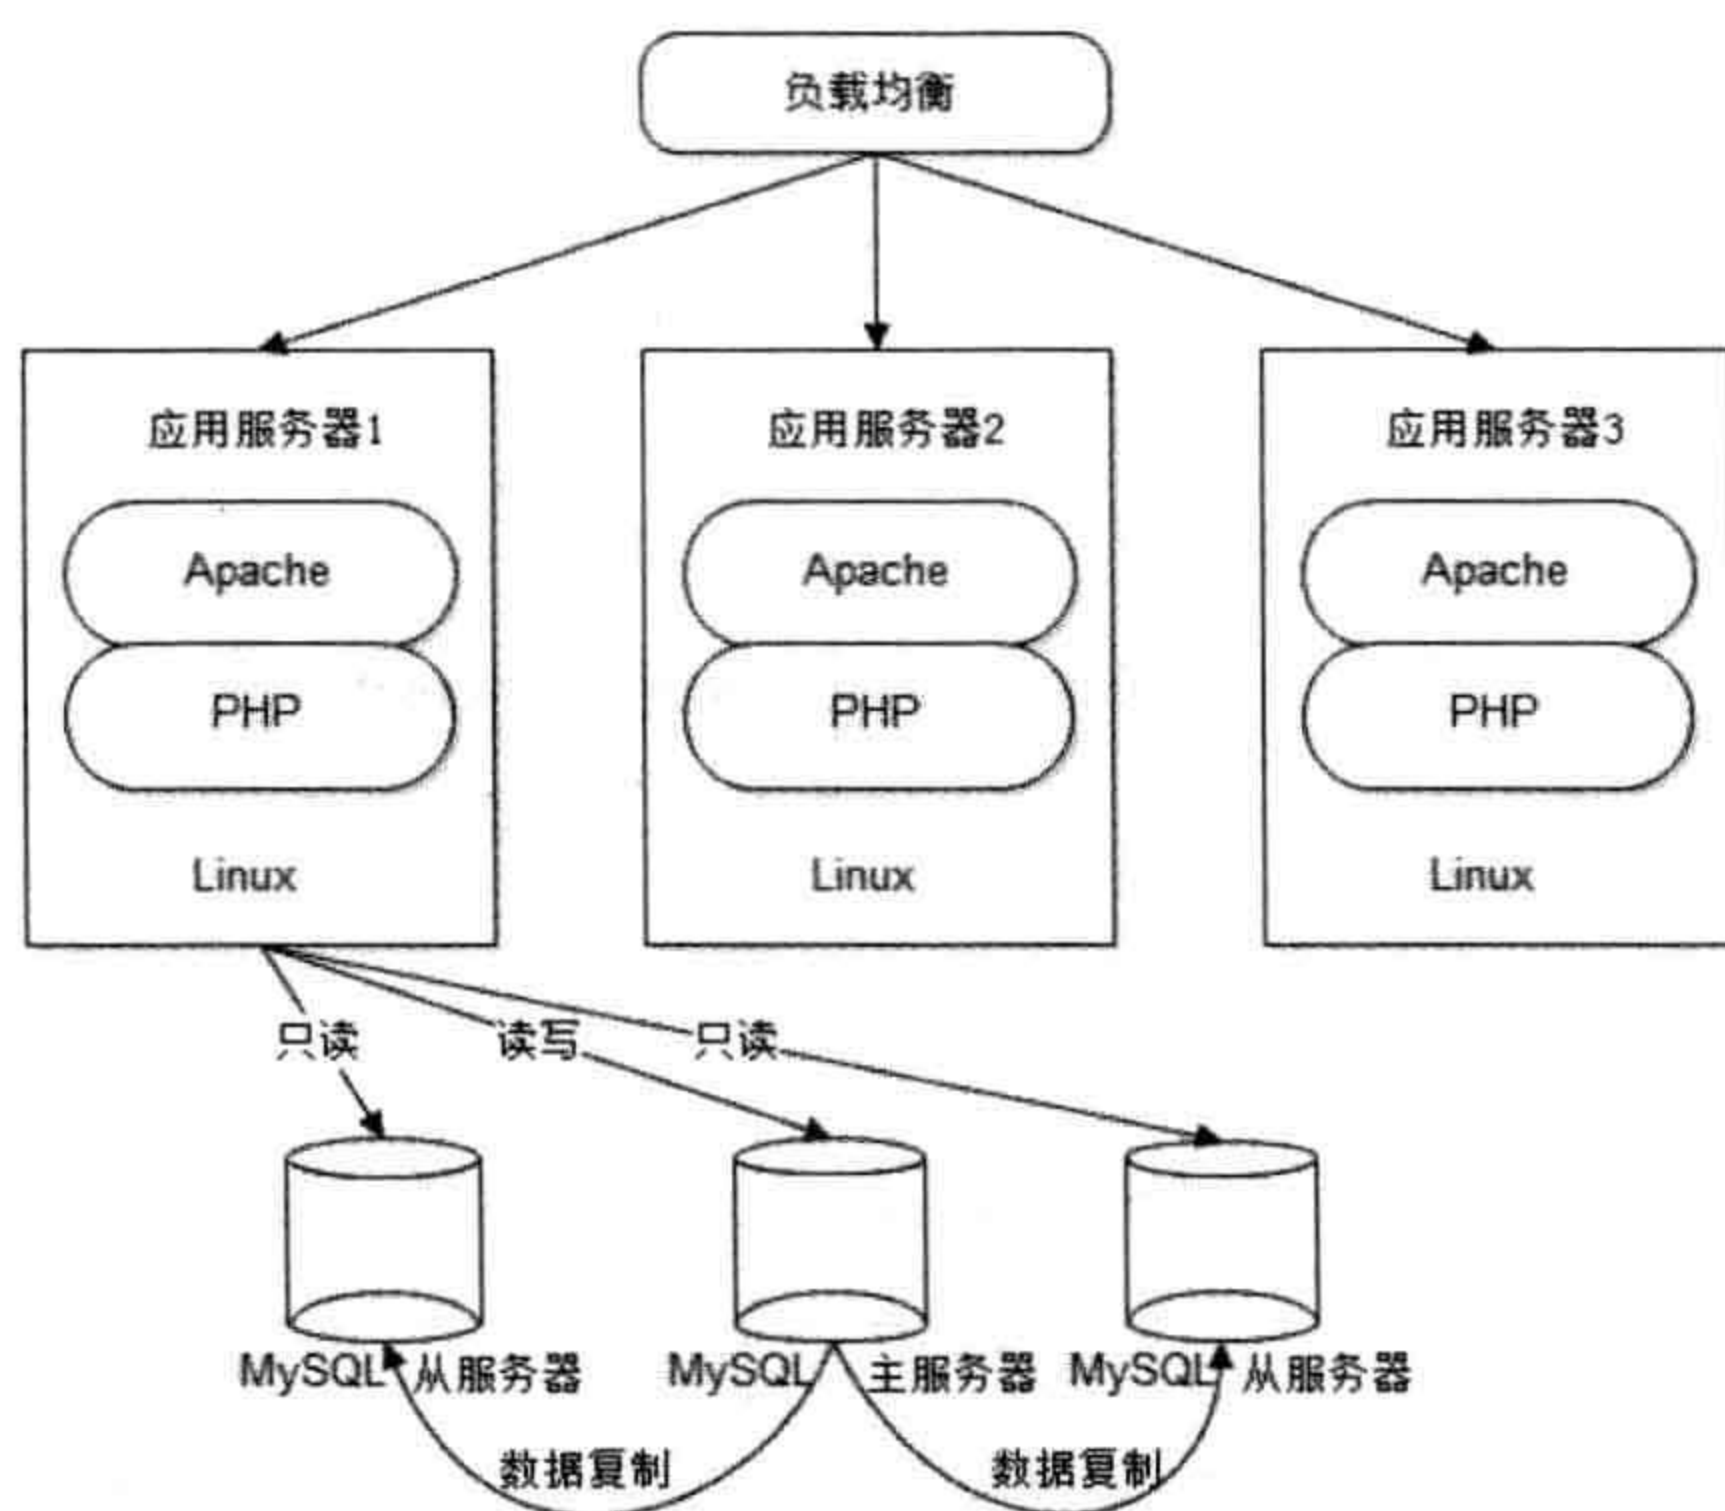 负载均衡
应用服务器1
应用服务器2
应用服务器3
Apache
Apache
Apache
PHP
PHP
PHP
Linux
Linux
Linux
只读
读写
只读
MySQL 从服务器
MySQL 主服务器
MySQL 从服务器
数据复制
数据复制